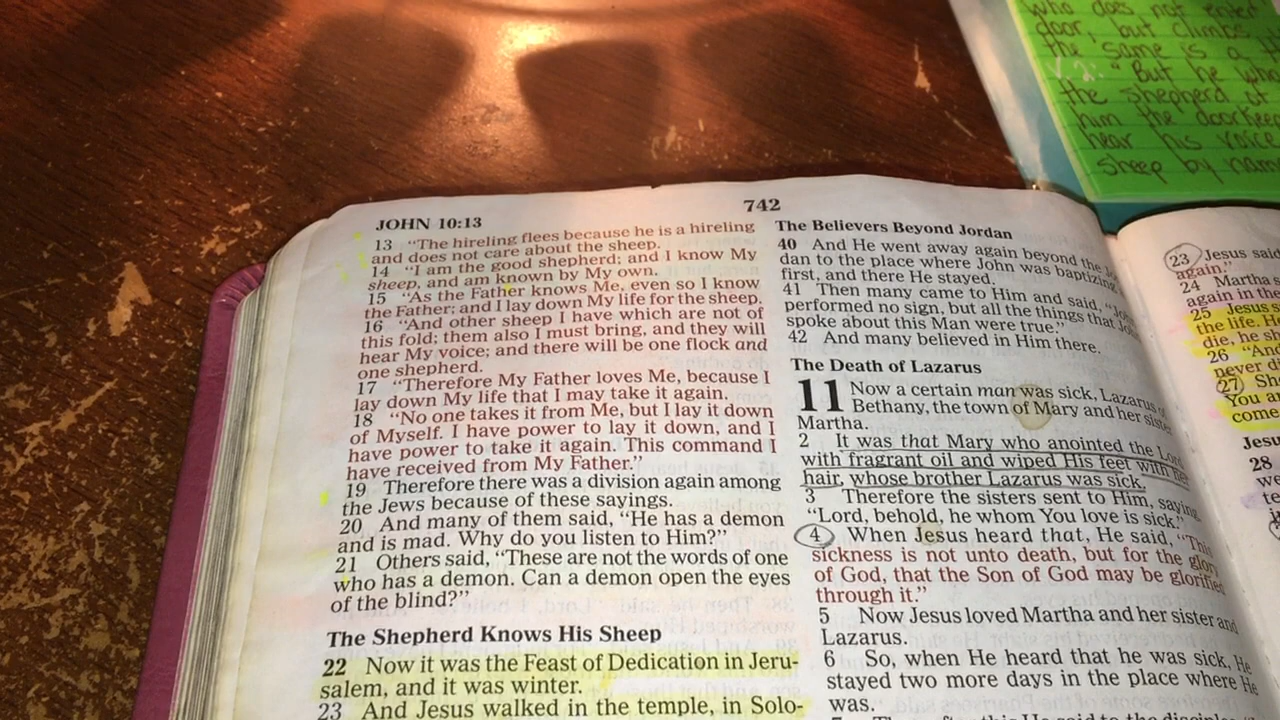 who does not enter
door, but climbs
the same is a
V.2: "But he who
the shepherd of
him the doorkeep
hear his voice
sheep by name
742
JOHN 10:13
13 "The hireling flees because he is a hireling
and does not care about the sheep.
14 "I am the good shepherd; and I know My
sheep, and am known by My own.
15 "As the Father knows Me, even so I know
the Father; and I lay down My life for the sheep.
16 "And other sheep I have which are not of
this fold; them also I must bring, and they will
hear My voice; and there will be one flock and
one shepherd.
17 "Therefore My Father loves Me, because I
lay down My life that I may take it again.
18 "No one takes it from Me, but I lay it down
of Myself. I have power to lay it down, and I
have power to take it again. This command I
have received from My Father."
19 Therefore there was a division again among
the Jews because of these sayings.
20 And many of them said, "He has a demon
and is mad. Why do you listen to Him?"
21 Others said, "These are not the words of one
who has a demon. Can a demon open the eyes
of the blind?"
The Shepherd Knows His Sheep
22 Now it was the Feast of Dedication in Jeru-
salem, and it was winter.
23 And Jesus walked in the temple, in Solo-
The Believers Beyond Jordan
40 And He went away again beyond the Jo
dan to the place where John was baptizing
first, and there He stayed.
41 Then many came to Him and said, "John
performed no sign, but all the things that John
spoke about this Man were true."
42 And many believed in Him there.
The Death of Lazarus
11 Now a certain man was sick, Lazarus of
Bethany, the town of Mary and her sister
Martha.
2 It was that Mary who anointed the Lord
with fragrant oil and wiped His feet with her
hair, whose brother Lazarus was sick.
3 Therefore the sisters sent to Him, saying,
"Lord, behold, he whom You love is sick."
4 When Jesus heard that, He said, "This
sickness is not unto death, but for the glory
of God, that the Son of God may be glorified
through it."
5 Now Jesus loved Martha and her sister and
Lazarus.
6 So, when He heard that he was sick, He
stayed two more days in the place where He
was.
23 Jesus said
again."
24 Martha s
again in the
25 Jesus s
the life. H
die, he sh
26 "And
never di
27 Sh
You ar
come
Jesu
28
wa
te